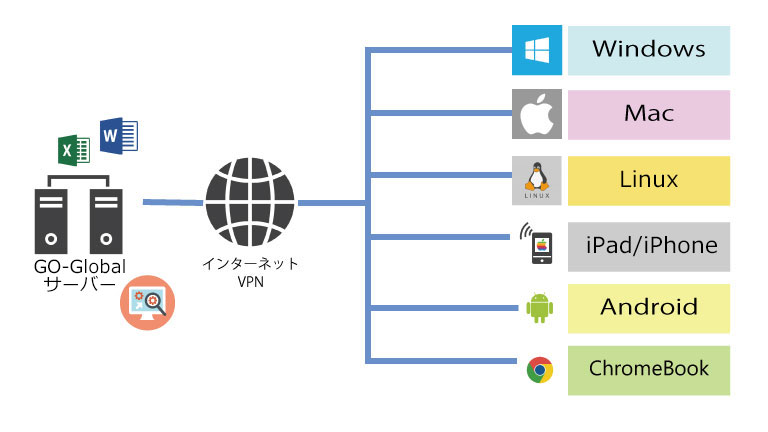 X
W
GO-Global
サーバー
インターネット
VPN
Windows
Mac
LINUX
Linux
iPad/iPhone
Android
ChromeBook